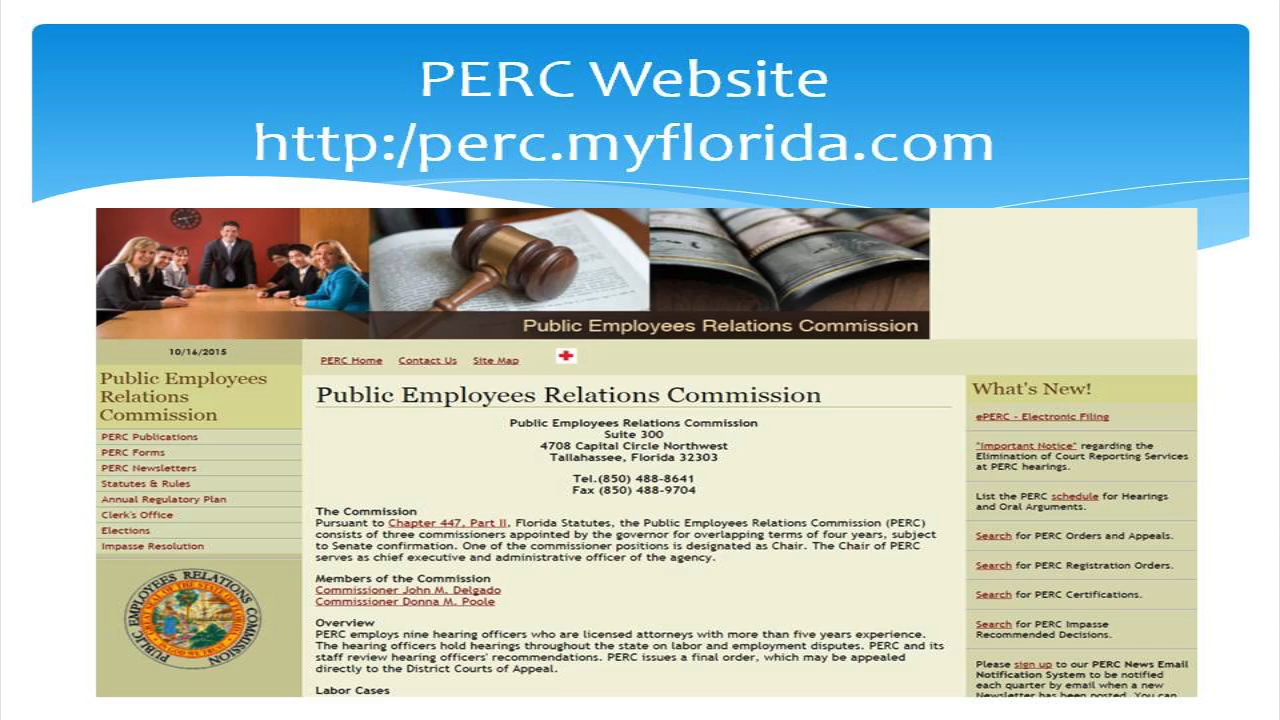 PERC Website
http:/perc.myflorida.com
Public Employees Relations Commission
10/14/2015
Public Employees
Relations
Commission
PERC Publications
PERC Forms
PERC Newsletters
Statutes & Rules
Annual Regulatory Plan
Clerk's Office
Elections
Impasse Resolution
PUBLIC EMPLOYEES RELATIONS COMMISSION
PERC Home Contact Us Site Map
Public Employees Relations Commission
Public Employees Relations Commission
Suite 300
4708 Capital Circle Northwest
Tallahassee, Florida 32303
Tel.(850) 488-8641
Fax (850) 488-9704
The Commission
Pursuant to Chapter 447, Part II, Florida Statutes, the Public Employees Relations Commission (PERC)
consists of three commissioners appointed by the governor for overlapping terms of four years, subject
to Senate confirmation. One of the commissioner positions is designated as Chair. The Chair of PERC
serves as chief executive and administrative officer of the agency.
Members of the Commission
Commissioner John M. Delgado
Commissioner Donna M. Poole
Overview
PERC employs nine hearing officers who are licensed attorneys with more than five years experience.
The hearing officers hold hearings throughout the state on labor and employment disputes. PERC and its
staff review hearing officers' recommendations. PERC issues a final order, which may be appealed
directly to the District Courts of Appeal.
Labor Cases
What's New!
ePERC - Electronic Filing
"Important Notice" regarding the
Elimination of Court Reporting Services
at PERC hearings.
List the PERC schedule for Hearings
and Oral Arguments.
Search for PERC Orders and Appeals.
Search for PERC Registration Orders.
Search for PERC Certifications.
Search for PERC Impasse
Recommended Decisions.
Please sign up to our PERC News Email
Notification System to be notified
each quarter by email when a new
Newsletter has been posted. You can